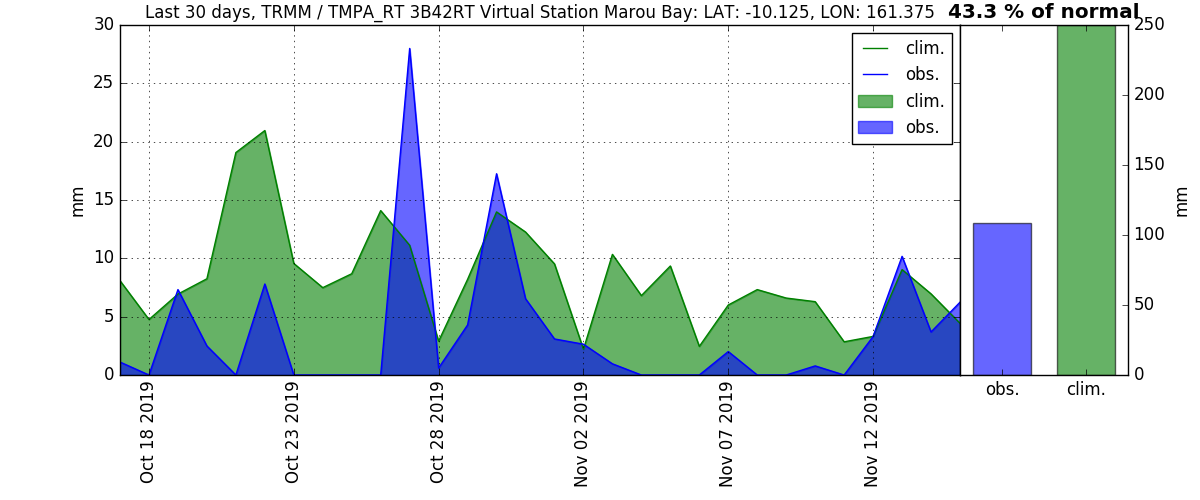 Last 30 days, TRMM / TMPA_RT 3B42RT Virtual Station Marou Bay: LAT: -10.125, LON: 161.375
43.3 % of normal
30
25
20
15
10
5
0
mm
clim.
obs.
clim.
obs.
Oct 18 2019
Oct 23 2019
Oct 28 2019
Nov 02 2019
Nov 07 2019
Nov 12 2019
250
200
150
100
50
0
mm
obs.
clim.